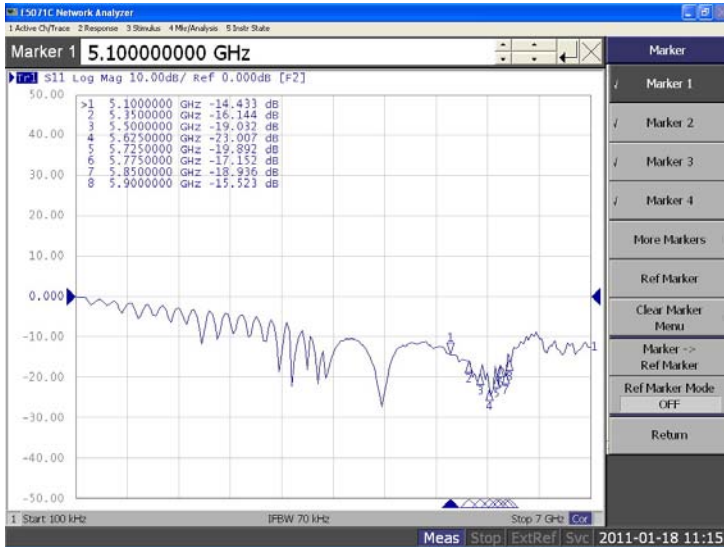 E5071C Network Analyzer
1 Active Ch/Trace 2 Response 3 Stimulus 4 Mkr/Analysis 5 Instr State
Marker 1 5.100000000 GHz
Marker
Tr1 S11 Log Mag 10.00dB/ Ref 0.000dB [F2]
50.00
>1 5.1000000 GHz -14.433 dB
2 5.3500000 GHz -16.144 dB
3 5.5000000 GHz -19.032 dB
4 5.6250000 GHz -23.007 dB
5 5.7250000 GHz -19.892 dB
6 5.7750000 GHz -17.152 dB
7 5.8500000 GHz -18.936 dB
8 5.9000000 GHz -15.523 dB
40.00
30.00
20.00
10.00
0.000
-10.00
-20.00
-30.00
-40.00
-50.00
1
2
3
4
5
7
8
1
√ Marker 1
√ Marker 2
√ Marker 3
√ Marker 4
More Markers
Ref Marker
Clear Marker
Menu
Marker ->
Ref Marker
Ref Marker Mode
OFF
Return
1 Start 100 kHz IFBW 70 kHz Stop 7 GHz Cor
Meas Stop ExtRef Svc 2011-01-18 11:15